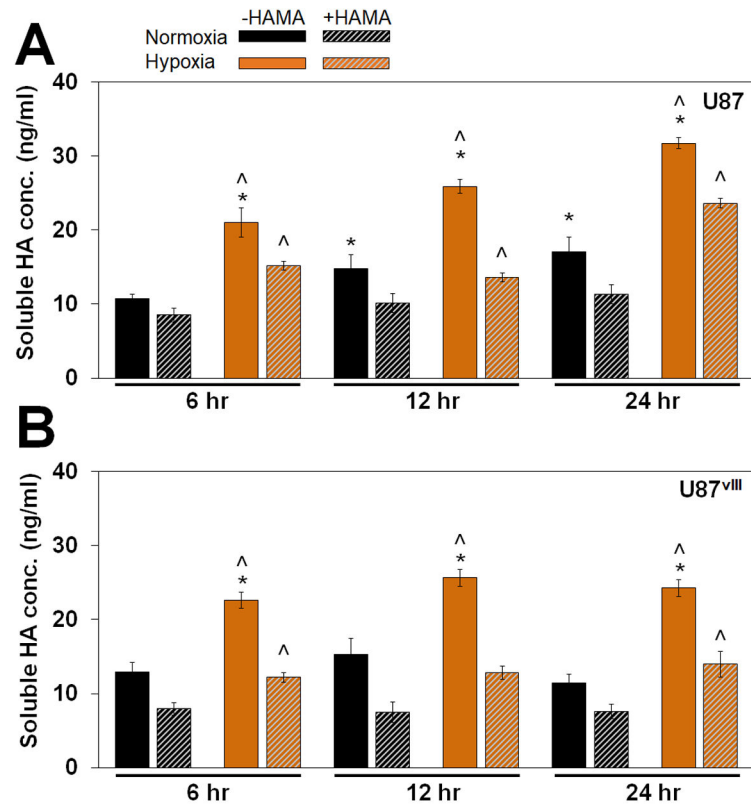 -HAMA +HAMA
Normoxia
Hypoxia
A
40
30
20
10
0
Soluble HA conc. (ng/ml)
U87
^
*
^
*
^
*
^
^
*
^
*
^
6 hr 12 hr 24 hr
B
40
30
20
10
0
Soluble HA conc. (ng/ml)
U87vIII
^
*
^
^
*
^
*
^
6 hr 12 hr 24 hr